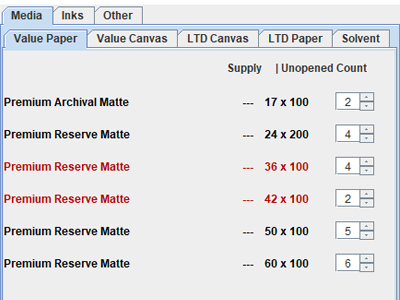 Media Inks Other
Value Paper Value Canvas LTD Canvas LTD Paper Solvent
Supply | Unopened Count
Premium Archival Matte --- 17 x 100 2
Premium Reserve Matte --- 24 x 200 4
Premium Reserve Matte --- 36 x 100 4
Premium Reserve Matte --- 42 x 100 2
Premium Reserve Matte --- 50 x 100 5
Premium Reserve Matte --- 60 x 100 6